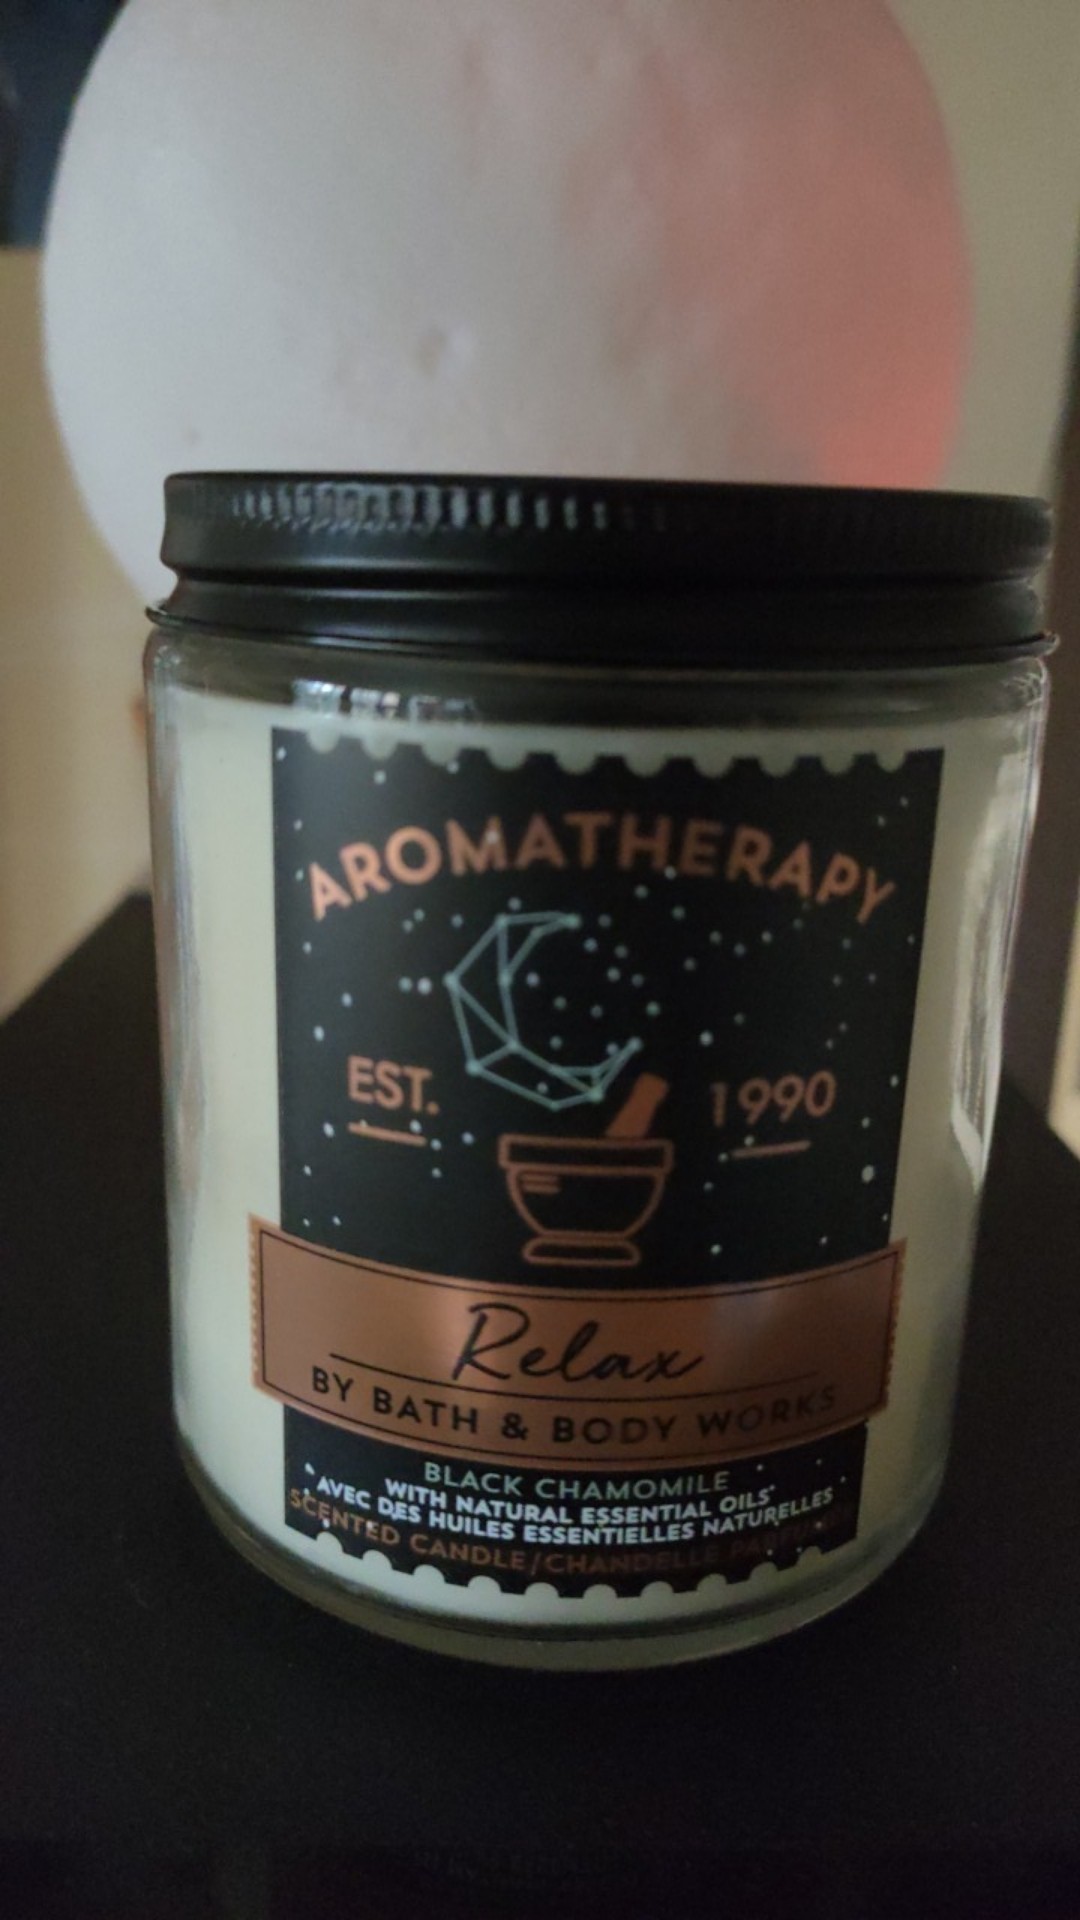 AROMATHERAPY
EST. 1990
Relax
BY BATH & BODY WORKS
BLACK CHAMOMILE
WITH NATURAL ESSENTIAL OILS
AVEC DES HUILES ESSENTIELLES NATURELLES
SCENTED CANDLE/CHANDELLE